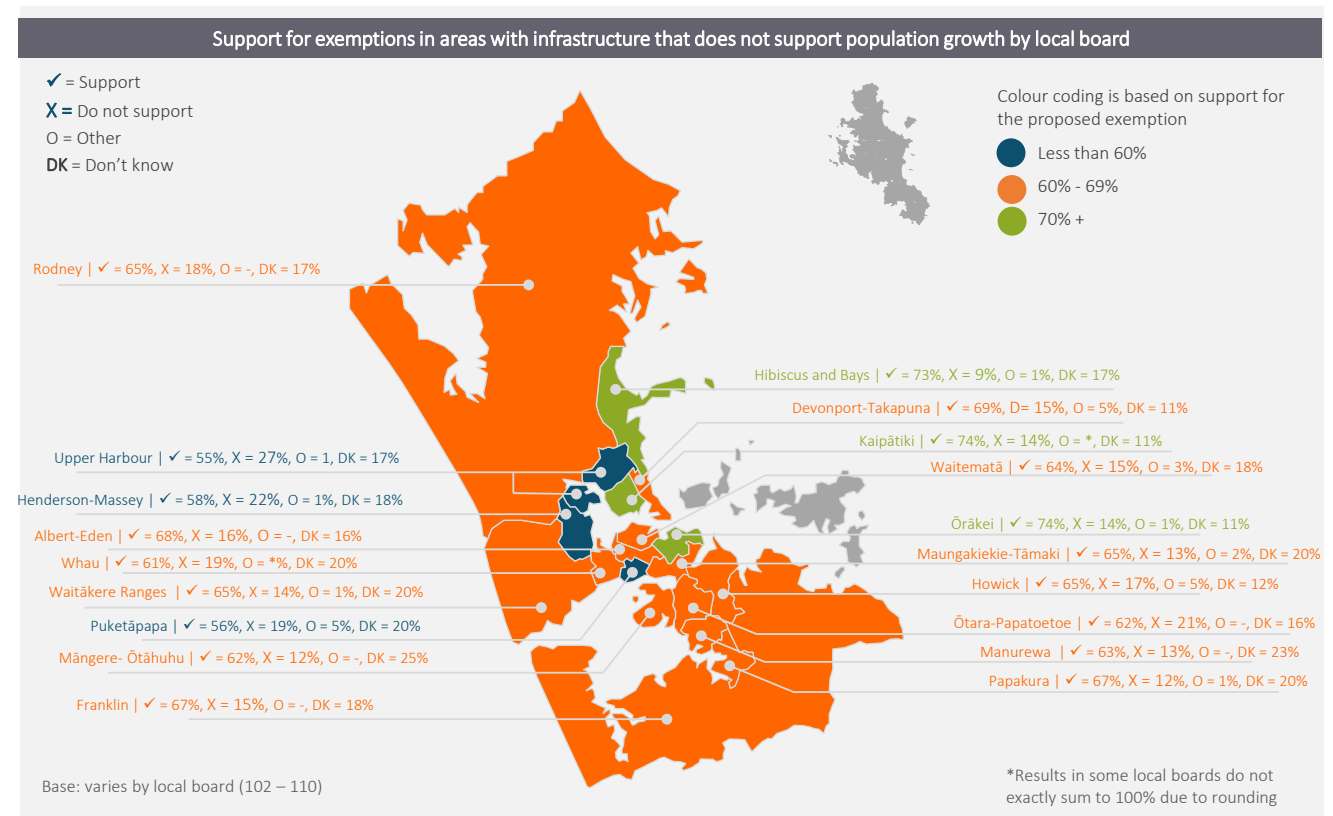 Support for exemptions in areas with infrastructure that does not support population growth by local board
✓ = Support
X = Do not support
O = Other
DK = Don't know
Colour coding is based on support for
the proposed exemption
Less than 60%
60% - 69%
70% +
Rodney | ✓ = 65%, X = 18%, O = -, DK = 17%
Upper Harbour | ✓ = 55%, X = 27%, O = 1, DK = 17%
Henderson-Massey | ✓ = 58%, X = 22%, O = 1%, DK = 18%
Albert-Eden | ✓ = 68%, X = 16%, O = -, DK = 16%
Whau | ✓ = 61%, X = 19%, O = *%, DK = 20%
Waitākere Ranges | ✓ = 65%, X = 14%, O = 1%, DK = 20%
Puketāpapa | ✓ = 56%, X = 19%, O = 5%, DK = 20%
Māngere- Ōtāhuhu | ✓ = 62%, X = 12%, O = -, DK = 25%
Franklin | ✓ = 67%, X = 15%, O = -, DK = 18%
Hibiscus and Bays | ✓ = 73%, X = 9%, O = 1%, DK = 17%
Devonport-Takapuna | ✓ = 69%, D= 15%, O = 5%, DK = 11%
Kaipātiki | ✓ = 74%, X = 14%, O = *, DK = 11%
Waitematā | ✓ = 64%, X = 15%, O = 3%, DK = 18%
Ōrākei | ✓ = 74%, X = 14%, O = 1%, DK = 11%
Maungakiekie-Tāmaki | ✓ = 65%, X = 13%, O = 2%, DK = 20%
Howick | ✓ = 65%, X = 17%, O = 5%, DK = 12%
Ōtara-Papatoetoe | ✓ = 62%, X = 21%, O = -, DK = 16%
Manurewa | ✓ = 63%, X = 13%, O = -, DK = 23%
Papakura | ✓ = 67%, X = 12%, O = 1%, DK = 20%
Base: varies by local board (102 – 110)
*Results in some local boards do not
exactly sum to 100% due to rounding